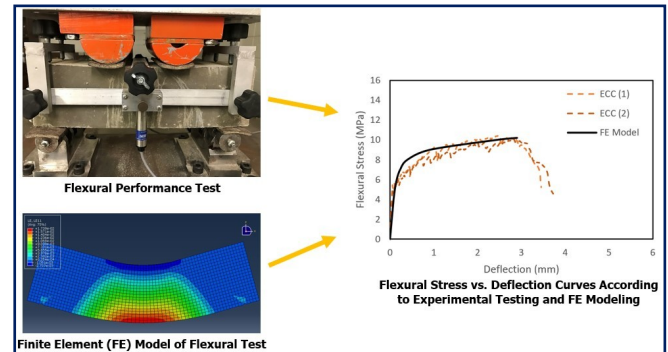 Flexural Performance Test
Finite Element (FE) Model of Flexural Test
Flexural Stress (MPa)
16
14
12
10
8
6
4
2
0
ECC (1)
ECC (2)
FE Model
0
1
2
3
4
5
6
7
Deflection (mm)
Flexural Stress vs. Deflection Curves According
to Experimental Testing and FE Modeling